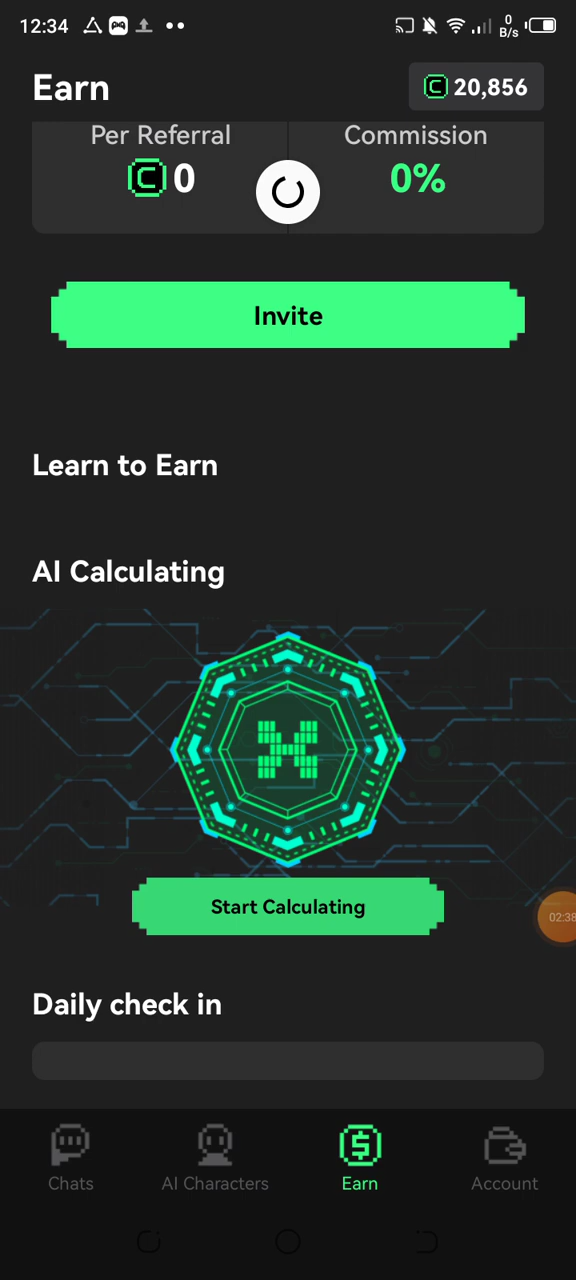 12:34
0
B/s
Earn
20,856
Per Referral
Commission
0
0%
Invite
Learn to Earn
AI Calculating
Start Calculating
02:38
Daily check in
Chats
AI Characters
Earn
Account